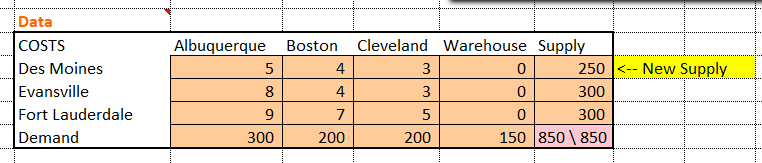 Data
COSTS Albuquerque Boston Cleveland Warehouse Supply
Des Moines 5 4 3 0 250 <-- New Supply
Evansville 8 4 3 0 300
Fort Lauderdale 9 7 5 0 300
Demand 300 200 200 150 850 \ 850